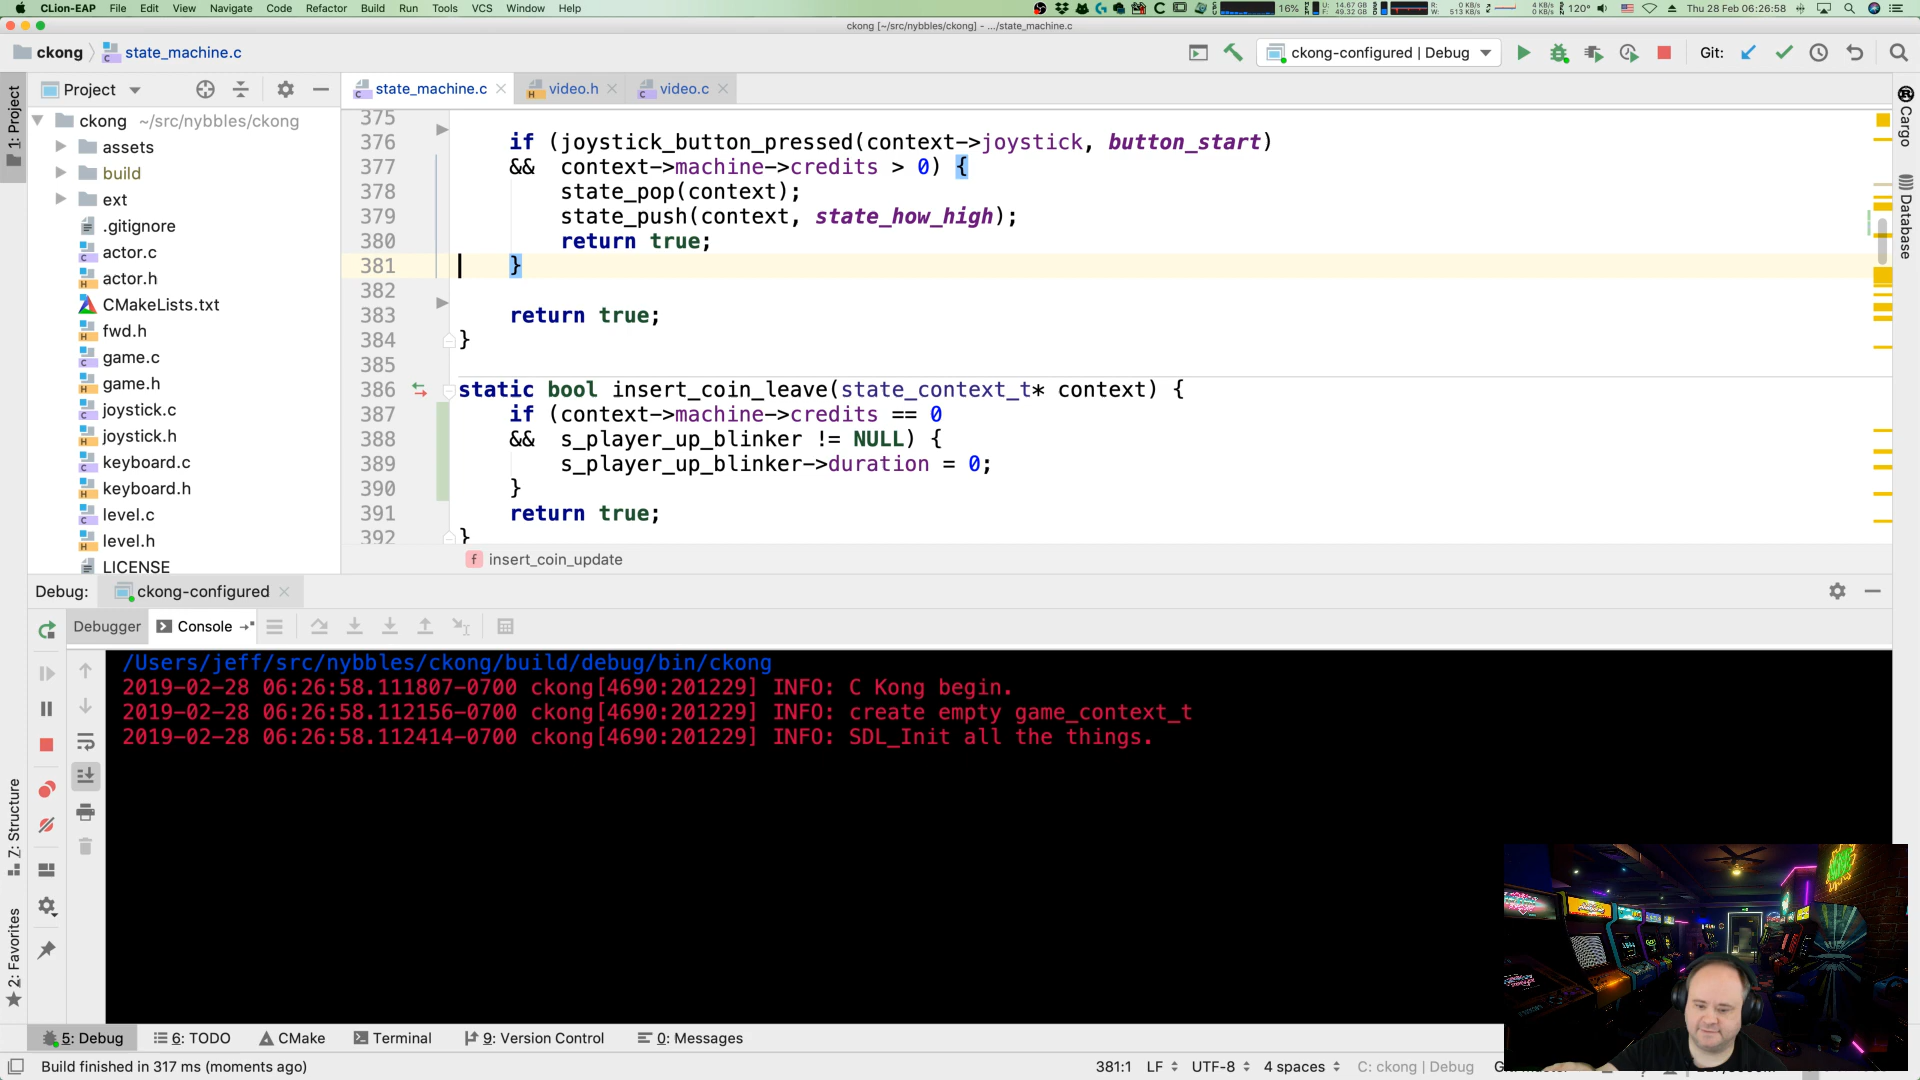 CLion-EAP File Edit View Navigate Code Refactor Build Run Tools VCS Window Help 16% 120° Thu 28 Feb 06:26:58
ckong [~/src/nybbles/ckong] - .../state_machine.c
ckong state_machine.c ckong-configured | Debug Git:
Project state_machine.c video.h video.c
1: Project
Cargo
Database
ckong ~/src/nybbles/ckong
assets
build
ext
.gitignore
actor.c
actor.h
CMakeLists.txt
fwd.h
game.c
game.h
joystick.c
joystick.h
keyboard.c
keyboard.h
level.c
level.h
LICENSE
375
376 if (joystick_button_pressed(context->joystick, button_start)
377 && context->machine->credits > 0) {
378 state_pop(context);
379 state_push(context, state_how_high);
380 return true;
381 }
382
383 return true;
384 }
385
386 static bool insert_coin_leave(state_context_t* context) {
387 if (context->machine->credits == 0
388 && s_player_up_blinker != NULL) {
389 s_player_up_blinker->duration = 0;
390 }
391 return true;
392 }
f insert_coin_update
Debug: ckong-configured
Debugger Console
/Users/jeff/src/nybbles/ckong/build/debug/bin/ckong
2019-02-28 06:26:58.111807-0700 ckong[4690:201229] INFO: C Kong begin.
2019-02-28 06:26:58.112156-0700 ckong[4690:201229] INFO: create empty game_context_t
2019-02-28 06:26:58.112414-0700 ckong[4690:201229] INFO: SDL_Init all the things.
Z: Structure
2: Favorites
5: Debug 6: TODO CMake Terminal 9: Version Control 0: Messages
Build finished in 317 ms (moments ago) 381:1 LF UTF-8 4 spaces C: ckong | Debug